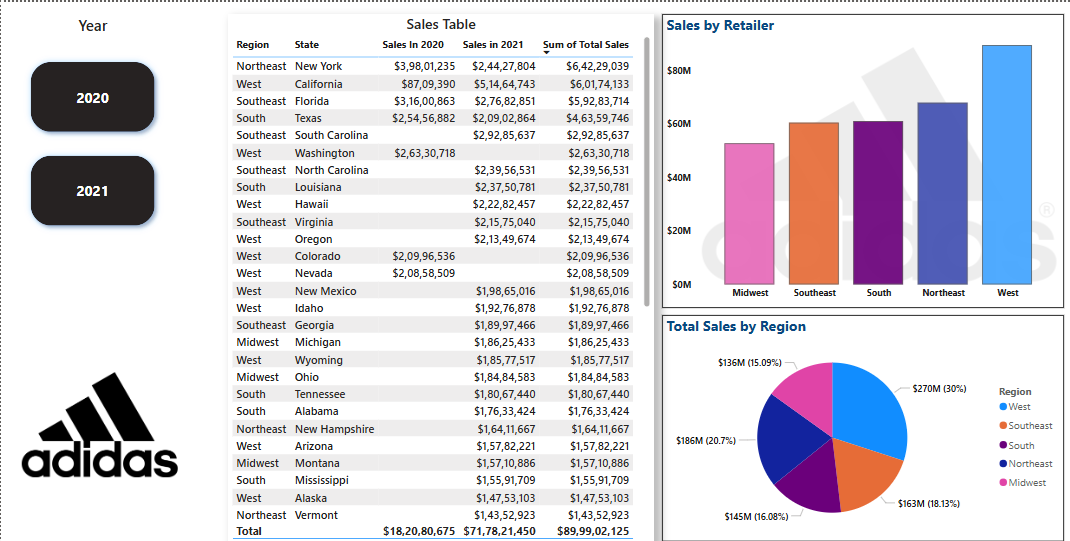 Year
2020
2021
adidas
Sales Table
Region State Sales In 2020 Sales in 2021 Sum of Total Sales
Northeast New York $3,98,01,235 $2,44,27,804 $6,42,29,039
West California $87,09,390 $5,14,64,743 $6,01,74,133
Southeast Florida $3,16,00,863 $2,76,82,851 $5,92,83,714
South Texas $2,54,56,882 $2,09,02,864 $4,63,59,746
Southeast South Carolina $2,92,85,637 $2,92,85,637
West Washington $2,63,30,718 $2,63,30,718
Southeast North Carolina $2,39,56,531 $2,39,56,531
South Louisiana $2,37,50,781 $2,37,50,781
West Hawaii $2,22,82,457 $2,22,82,457
Southeast Virginia $2,15,75,040 $2,15,75,040
West Oregon $2,13,49,674 $2,13,49,674
West Colorado $2,09,96,536 $2,09,96,536
West Nevada $2,08,58,509 $2,08,58,509
West New Mexico $1,98,65,016 $1,98,65,016
West Idaho $1,92,76,878 $1,92,76,878
Southeast Georgia $1,89,97,466 $1,89,97,466
Midwest Michigan $1,86,25,433 $1,86,25,433
West Wyoming $1,85,77,517 $1,85,77,517
Midwest Ohio $1,84,84,583 $1,84,84,583
South Tennessee $1,80,67,440 $1,80,67,440
South Alabama $1,76,33,424 $1,76,33,424
Northeast New Hampshire $1,64,11,667 $1,64,11,667
West Arizona $1,57,82,221 $1,57,82,221
Midwest Montana $1,57,10,886 $1,57,10,886
South Mississippi $1,55,91,709 $1,55,91,709
West Alaska $1,47,53,103 $1,47,53,103
Northeast Vermont $1,43,52,923 $1,43,52,923
Total $18,20,80,675 $71,78,21,450 $89,99,02,125
Sales by Retailer
$80M
$60M
$40M
$20M
$0M
adidas ®
Midwest Southeast South Northeast West
Total Sales by Region
$136M (15.09%)
$270M (30%)
$186M (20.7%)
$163M (18.13%)
$145M (16.08%)
Region
West
Southeast
South
Northeast
Midwest